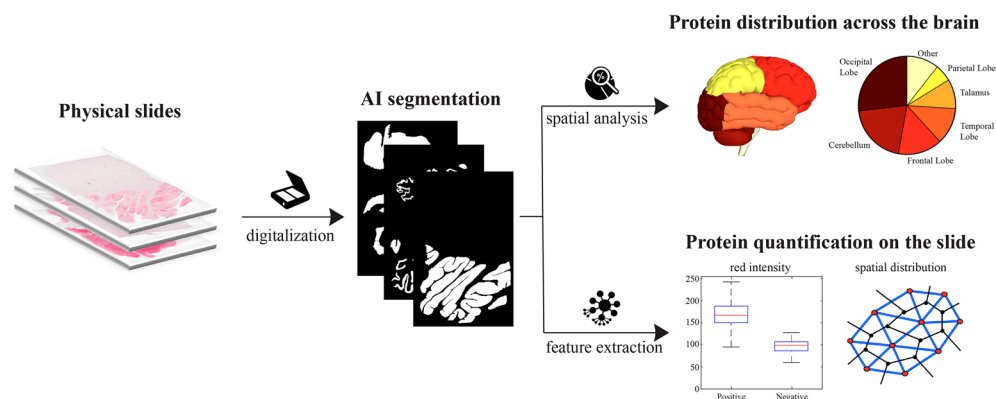 Protein distribution across the brain
Other
Occipital
Lobe
Parietal Lobe
Talamus
Physical slides
AI segmentation
spatial analysis
Temporal
Lobe
Cerebellum
Frontal Lobe
digitalization
Protein quantification on the slide
red intensity
spatial distribution
250
200
150
100
50
0
feature extraction
Positive
Negative
%